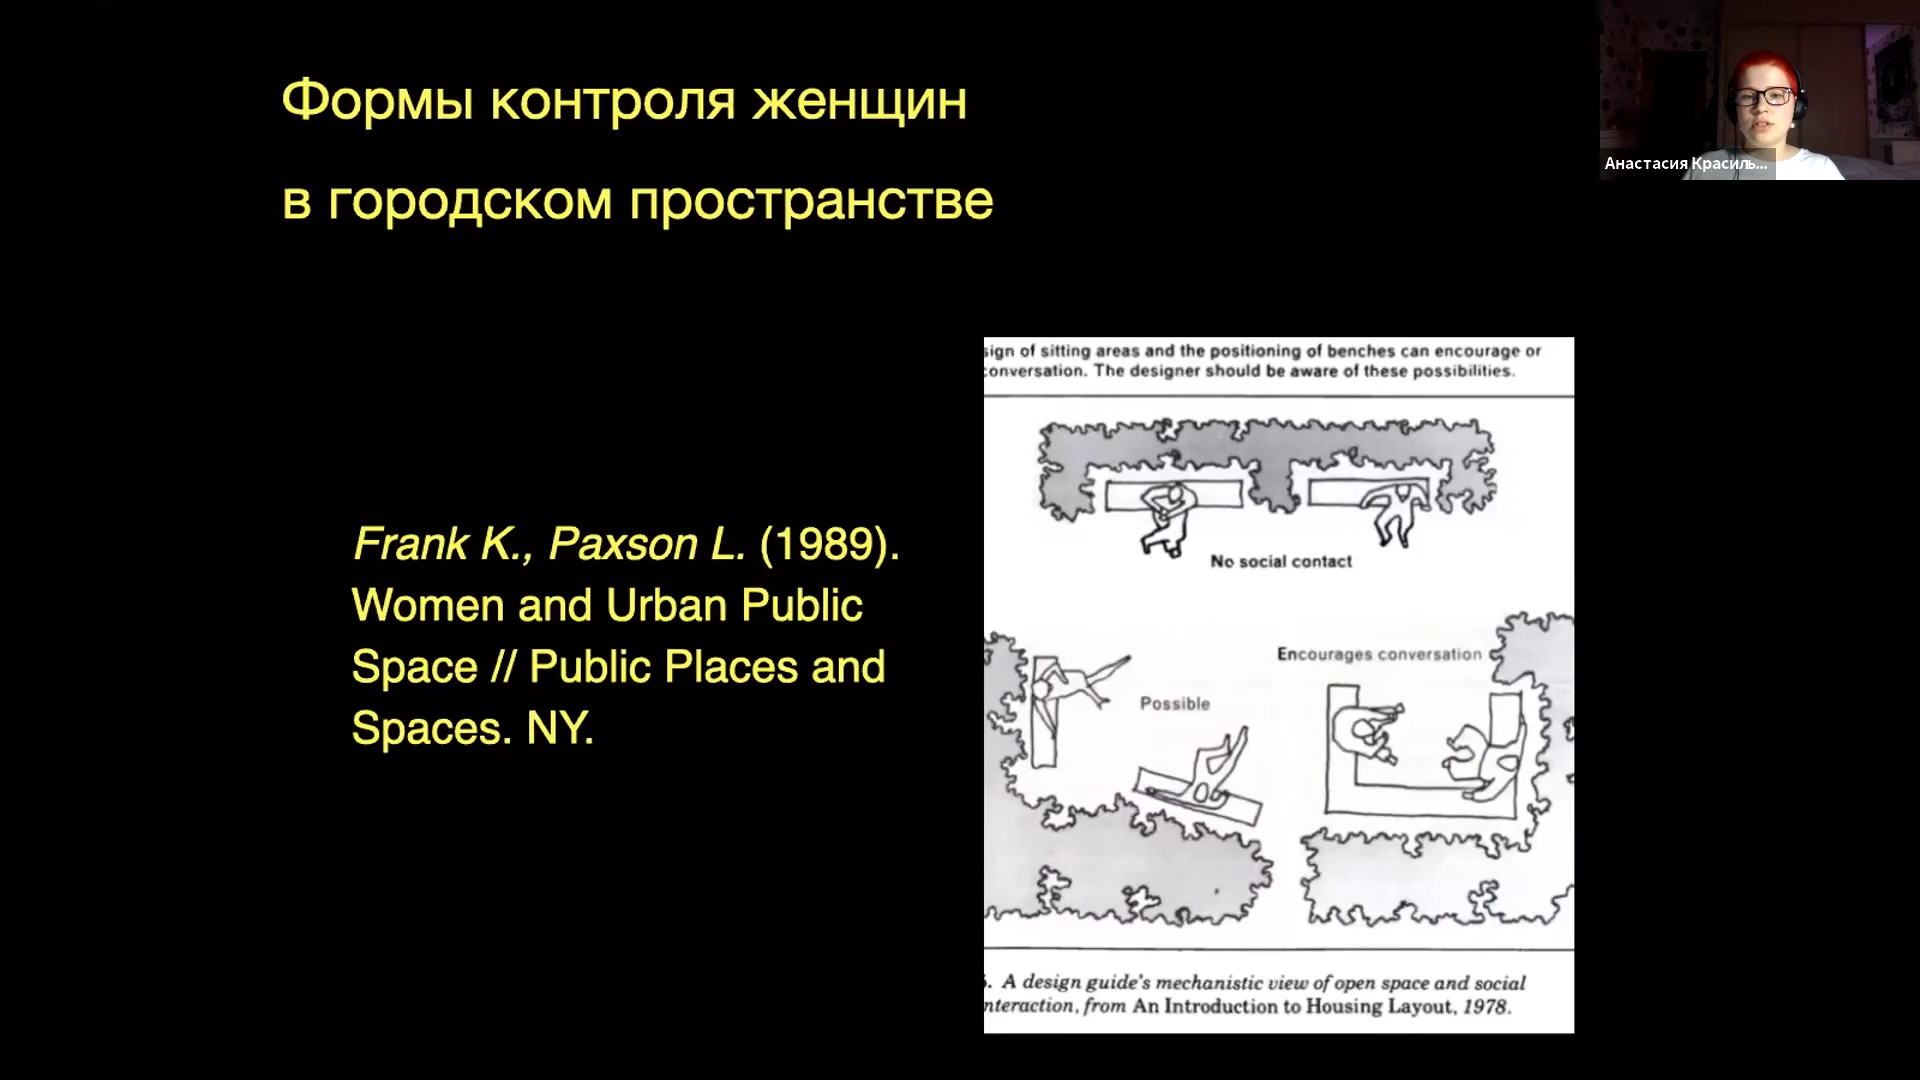 Формы контроля женщин
в городском пространстве
Анастасия Красиль...
Frank K., Paxson L. (1989).
Women and Urban Public
Space // Public Places and
Spaces. NY.
sign of sitting areas and the positioning of benches can encourage or
conversation. The designer should be aware of these possibilities.
No social contact
Encourages conversation
Possible
. A design guide's mechanistic view of open space and social
nteraction, from An Introduction to Housing Layout, 1978.